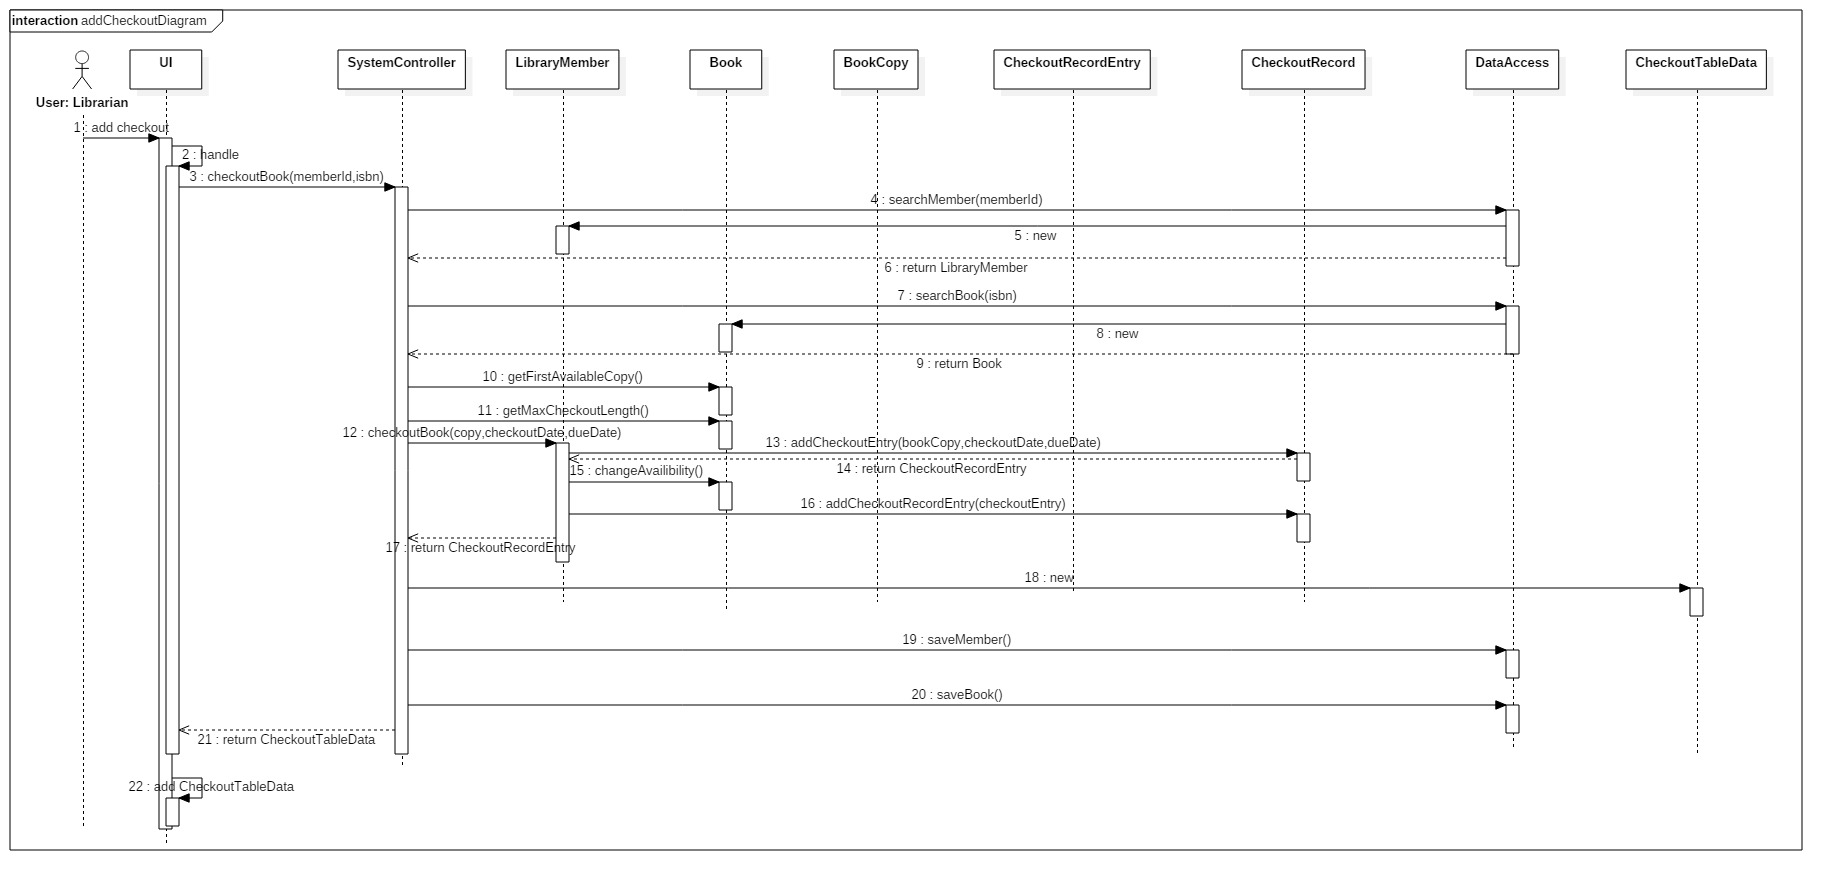 interaction addCheckoutDiagram
User: Librarian
UI
SystemController
LibraryMember
Book
BookCopy
CheckoutRecordEntry
CheckoutRecord
DataAccess
CheckoutTableData
1 : add checkout
2 : handle
3 : checkoutBook(memberId,isbn)
4 : searchMember(memberId)
5 : new
6 : return LibraryMember
7 : searchBook(isbn)
8 : new
9 : return Book
10 : getFirstAvailableCopy()
11 : getMaxCheckoutLength()
12 : checkoutBook(copy,checkoutDate,dueDate)
13 : addCheckoutEntry(bookCopy,checkoutDate,dueDate)
14 : return CheckoutRecordEntry
15 : changeAvailibility()
16 : addCheckoutRecordEntry(checkoutEntry)
17 : return CheckoutRecordEntry
18 : new
19 : saveMember()
20 : saveBook()
21 : return CheckoutTableData
22 : add CheckoutTableData